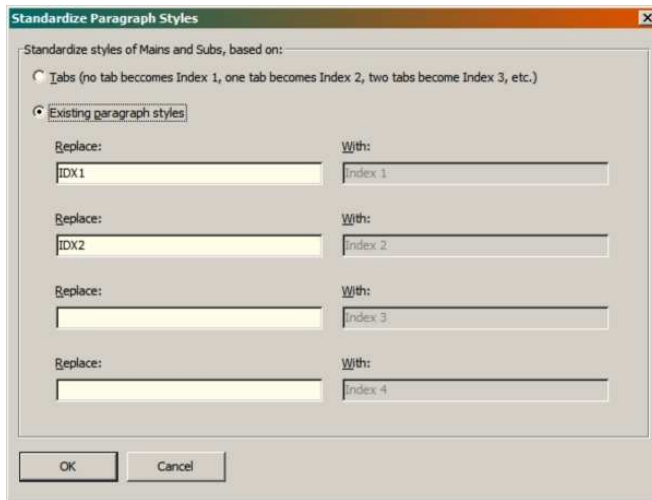 Standardize Paragraph Styles
Standardize styles of Mains and Subs, based on:
Tabs (no tab beccomes Index 1, one tab becomes Index 2, two tabs become Index 3, etc.)
Existing paragraph styles
Replace: With:
IDX1 Index 1
Replace: With:
IDX2 Index 2
Replace: With:
Index 3
Replace: With:
Index 4
OK Cancel